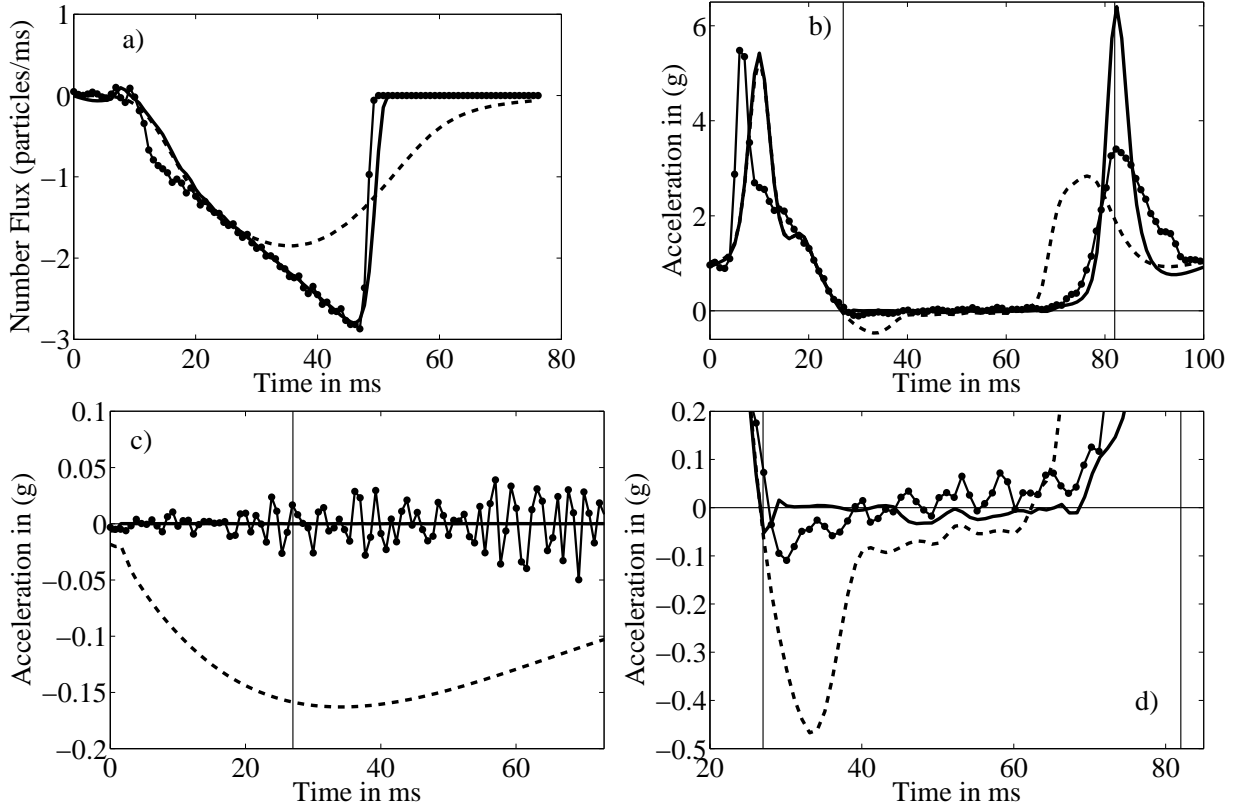 a)
1
0
−1
−2
−3
Number Flux (particles/ms)
0 20 40 60 80
Time in ms
b)
6
4
2
0
Acceleration in (g)
0 20 40 60 80 100
Time in ms
c)
0.1
0.05
0
−0.05
−0.1
−0.15
−0.2
Acceleration in (g)
0 20 40 60
Time in ms
0.2
0.1
0
−0.1
−0.2
−0.3
−0.4
−0.5
Acceleration in (g)
d)
20 40 60 80
Time in ms